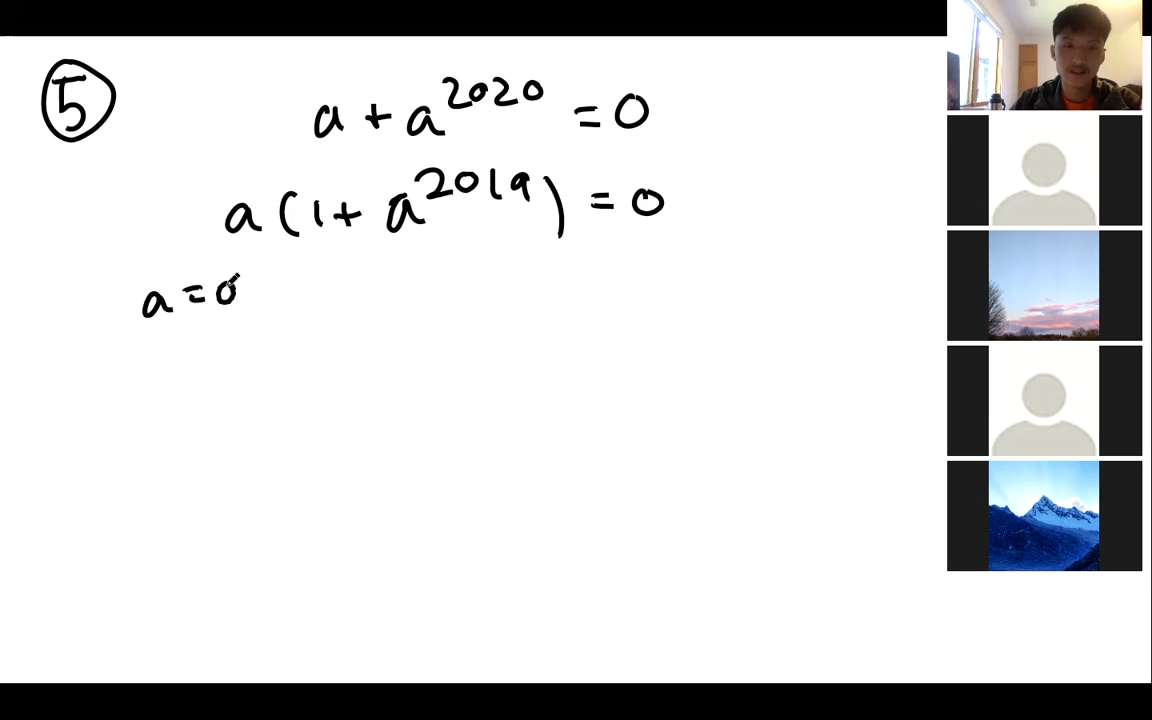 ⑤
a + a^2020 = 0
a (1 + a^2019) = 0
a = 0